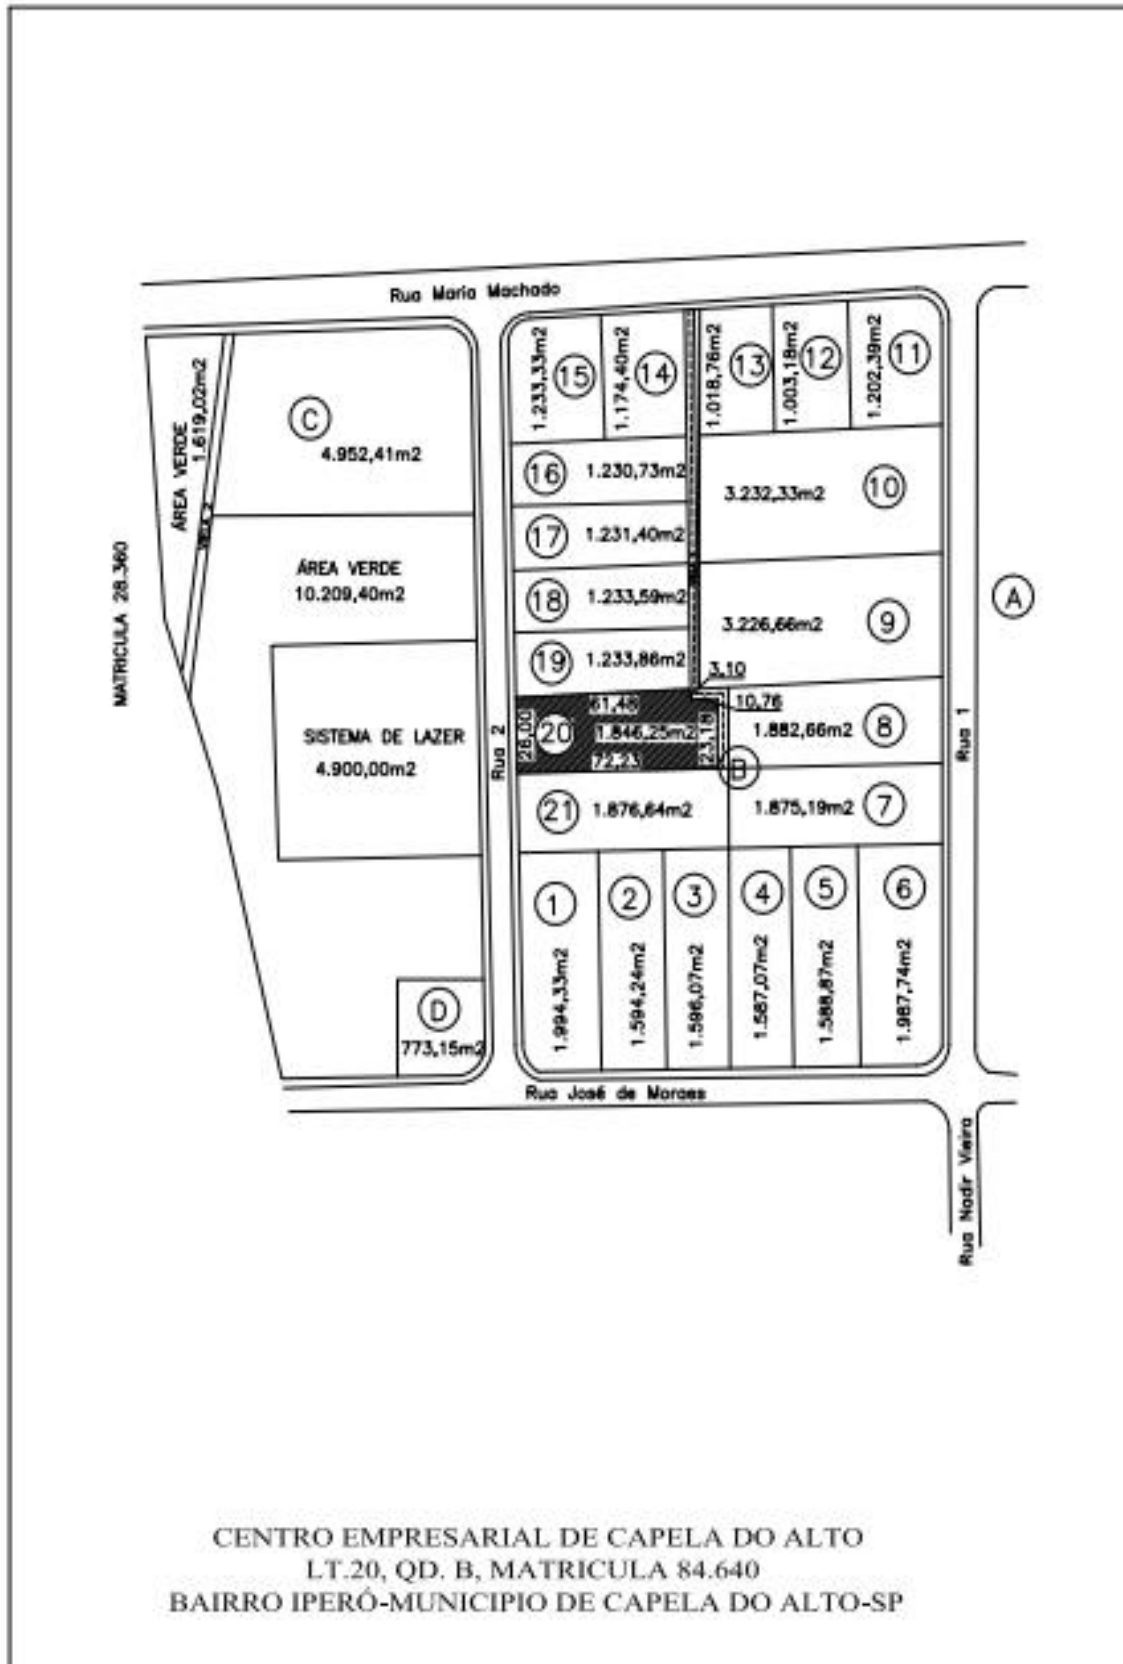 Rua Maria Machado
ÁREA VERDE
1.619,02m2
VIELA 2
C
4.952,41m2
MATRICULA 28.360
ÁREA VERDE
10.209,40m2
SISTEMA DE LAZER
4.900,00m2
D
773,15m2
Rua 2
1.233,33m2
15
1.174,40m2
14
1.018,76m2
13
1.003,18m2
12
1.202,39m2
11
16
1.230,73m2
3.232,33m2
10
17
1.231,40m2
18
1.233,59m2
3.226,66m2
9
19
1.233,86m2
3,10
61,48
10,76
26,00
20
1.846,25m2
23,18
72,23
B
1.882,66m2
8
21
1.876,64m2
1.875,19m2
7
1
1.994,33m2
2
1.594,24m2
3
1.596,07m2
4
1.587,07m2
5
1.588,87m2
6
1.987,74m2
A
Rua 1
Rua José de Moraes
Rua Nadir Vieira
CENTRO EMPRESARIAL DE CAPELA DO ALTO
LT.20, QD. B, MATRICULA 84.640
BAIRRO IPERÓ-MUNICIPIO DE CAPELA DO ALTO-SP